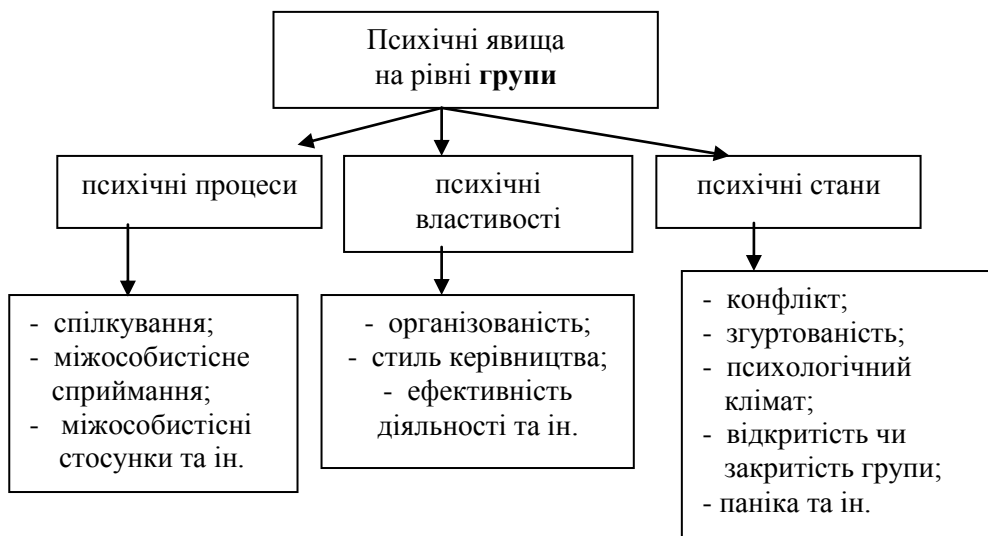 Психічні явища
на рівні групи
психічні процеси
психічні
властивості
психічні стани
- спілкування;
- міжособистісне
сприймання;
- міжособистісні
стосунки та ін.
- організованість;
- стиль керівництва;
- ефективність
діяльності та ін.
- конфлікт;
- згуртованість;
- психологічний
клімат;
- відкритість чи
закритість групи;
- паніка та ін.